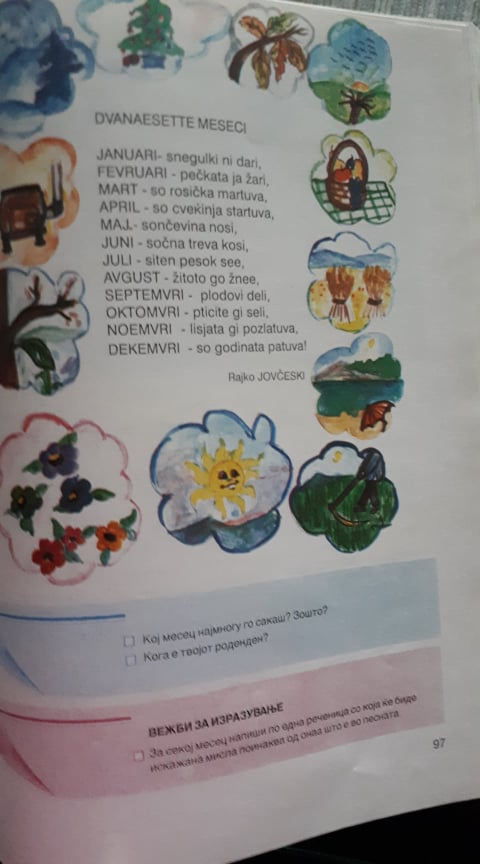 DVANAESETTE MESECI
JANUARI- snegulki ni dari,
FEVRUARI - pečkata ja žari,
MART - so rosička martuva,
APRIL - so cveḱinja startuva,
MAJ- sončevina nosi,
JUNI - sočna treva kosi,
JULI - siten pesok see,
AVGUST - žitoto go žnee,
SEPTEMVRI - plodovi deli,
OKTOMVRI - pticite gi seli,
NOEMVRI - lisjata gi pozlatuva,
DEKEMVRI - so godinata patuva!
Rajko JOVČESKI
Кој месец најмногу го сакаш? Зошто?
Кога е твојот роденден?
ВЕЖБИ ЗА ИЗРАЗУВАЊЕ
За секој месец напиши по една реченица со која ќе биде
искажана мисла поинаква од онаа што е во песната.
97